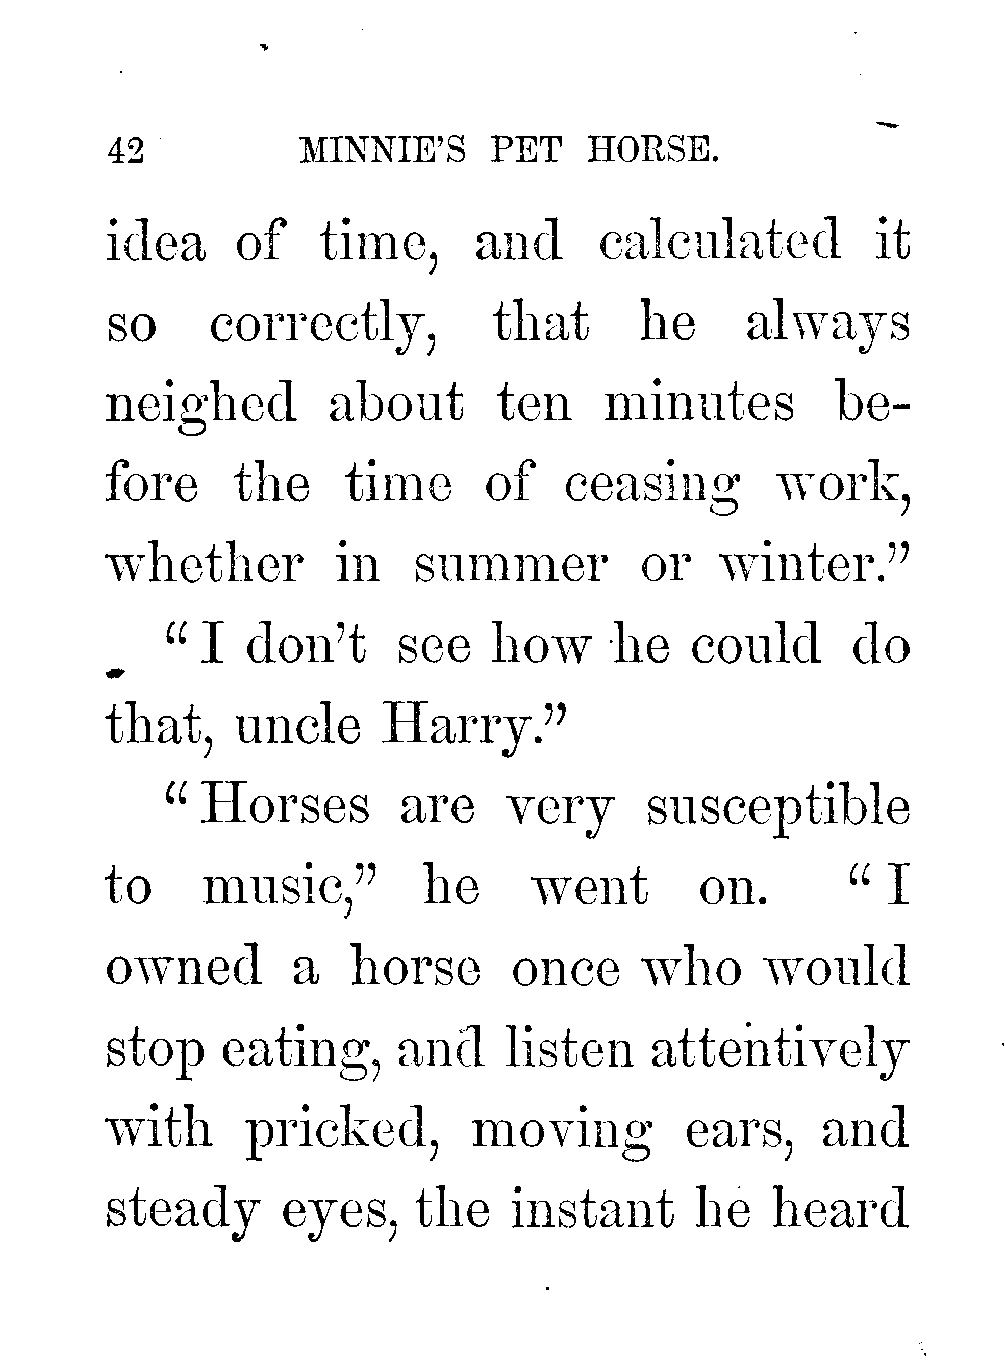 42 MINNIE'S PET HORSE.
idea of time, and calculated it
so correctly, that he always
neighed about ten minutes be-
fore the time of ceasing work,
whether in summer or winter.”
“ I don't see how he could do
that, uncle Harry.”
“ Horses are very susceptible
to music,” he went on. “ I
owned a horse once who would
stop eating, and listen attentively
with pricked, moving ears, and
steady eyes, the instant he heard